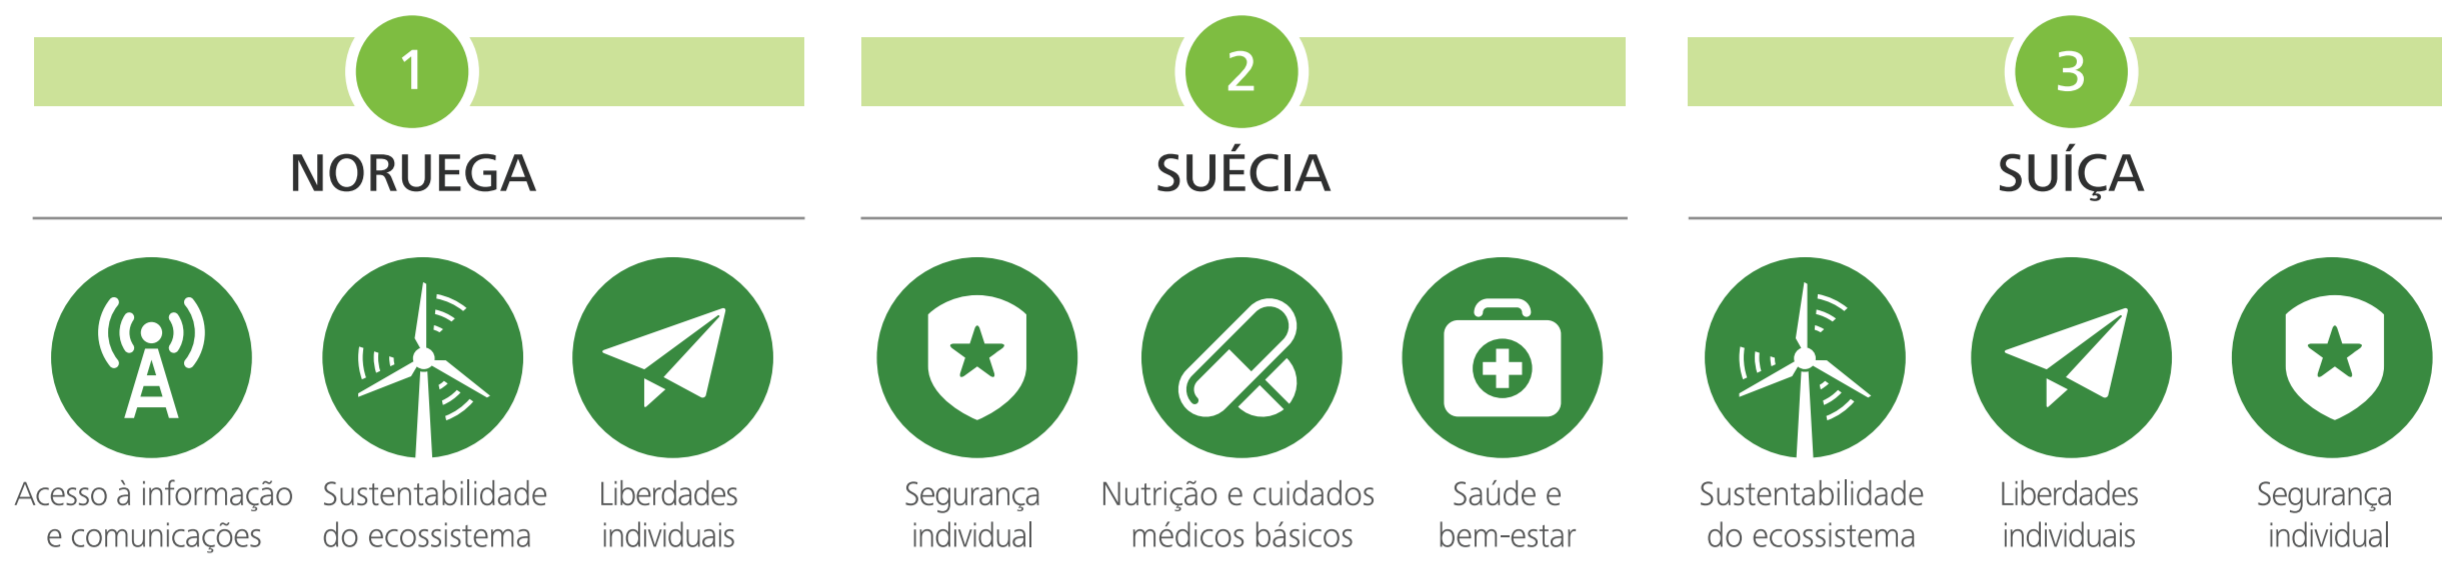 1
NORUEGA
Acesso à informação
e comunicações
Sustentabilidade
do ecossistema
Liberdades
individuais
2
SUÉCIA
Segurança
individual
Nutrição e cuidados
médicos básicos
Saúde e
bem-estar
3
SUÍÇA
Sustentabilidade
do ecossistema
Liberdades
individuais
Segurança
individual